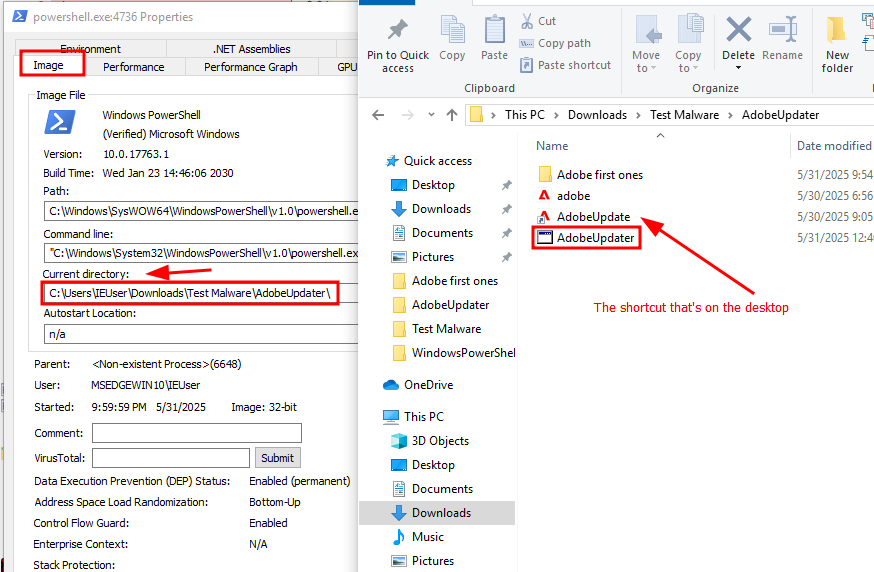 powershell.exe:4736 Properties
Environment
.NET Assemblies
Image
Performance
Performance Graph
GPU
Image File
Windows PowerShell
(Verified) Microsoft Windows
Version: 10.0.17763.1
Build Time: Wed Jan 23 14:46:06 2030
Path:
C:\Windows\SysWOW64\WindowsPowerShell\v1.0\powershell.e
Command line:
"C:\Windows\System32\WindowsPowerShell\v1.0\powershell.exe
Current directory:
C:\Users\IEUser\Downloads\Test Malware\AdobeUpdater\
Autostart Location:
n/a
Parent: <Non-existent Process>(6648)
User: MSEDGEWIN10\IEUser
Started: 9:59:59 PM 5/31/2025 Image: 32-bit
Comment:
VirusTotal: Submit
Data Execution Prevention (DEP) Status: Enabled (permanent)
Address Space Load Randomization: Bottom-Up
Control Flow Guard: Enabled
Enterprise Context: N/A
Stack Protection:
Pin to Quick access
Copy
Paste
Cut
Copy path
Paste shortcut
Move to
Copy to
Delete
Rename
New folder
Clipboard
Organize
This PC > Downloads > Test Malware > AdobeUpdater
Quick access
Desktop
Downloads
Documents
Pictures
Adobe first ones
AdobeUpdater
Test Malware
WindowsPowerShel
OneDrive
This PC
3D Objects
Desktop
Documents
Downloads
Music
Pictures
Name Date modified
Adobe first ones 5/31/2025 9:54
adobe 5/30/2025 6:56
AdobeUpdate 5/30/2025 9:05
AdobeUpdater 5/31/2025 12:4
The shortcut that's on the desktop